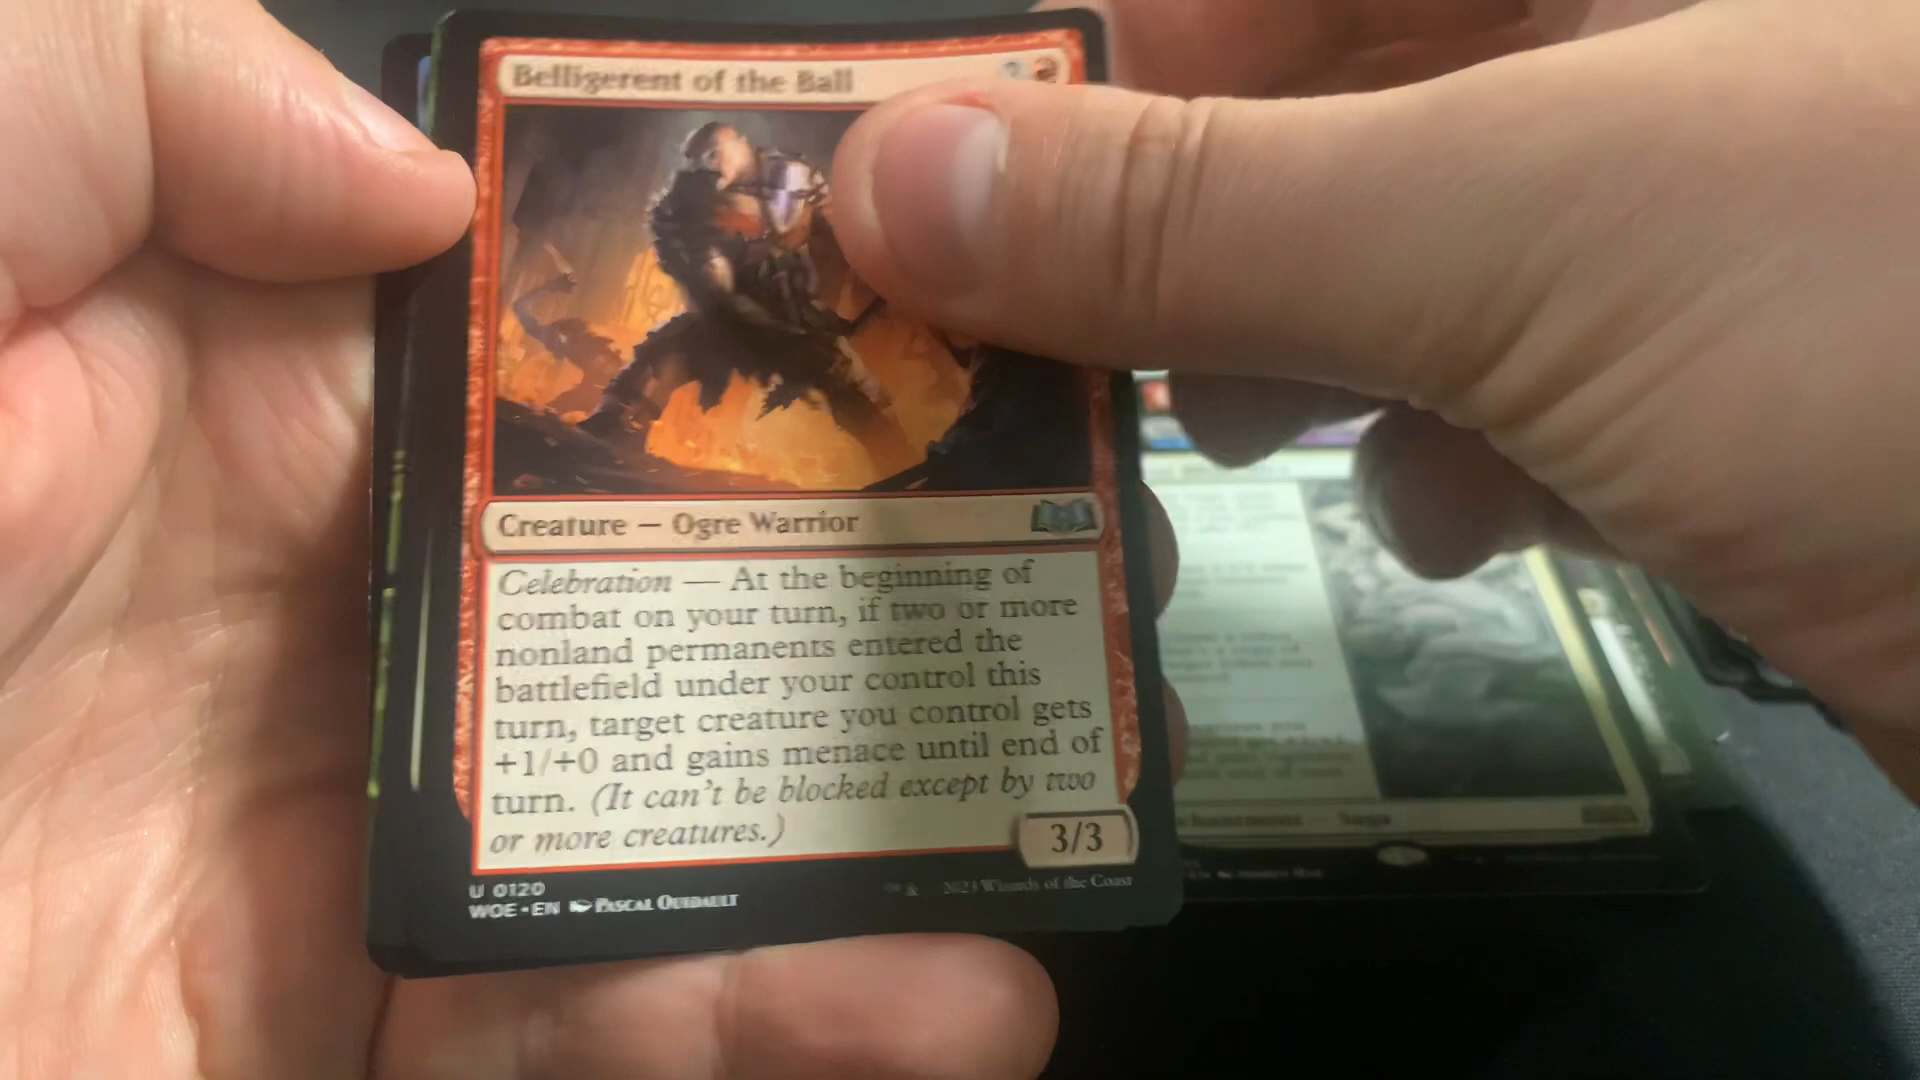 Belligerent of the Ball
2
Creature — Ogre Warrior
Celebration — At the beginning of
combat on your turn, if two or more
nonland permanents entered the
battlefield under your control this
turn, target creature you control gets
+1/+0 and gains menace until end of
turn. (It can't be blocked except by two
or more creatures.)
3/3
U 0120
WOE • EN PASCAL QUIDAULT
™ & 2023 Wizards of the Coast
Saga